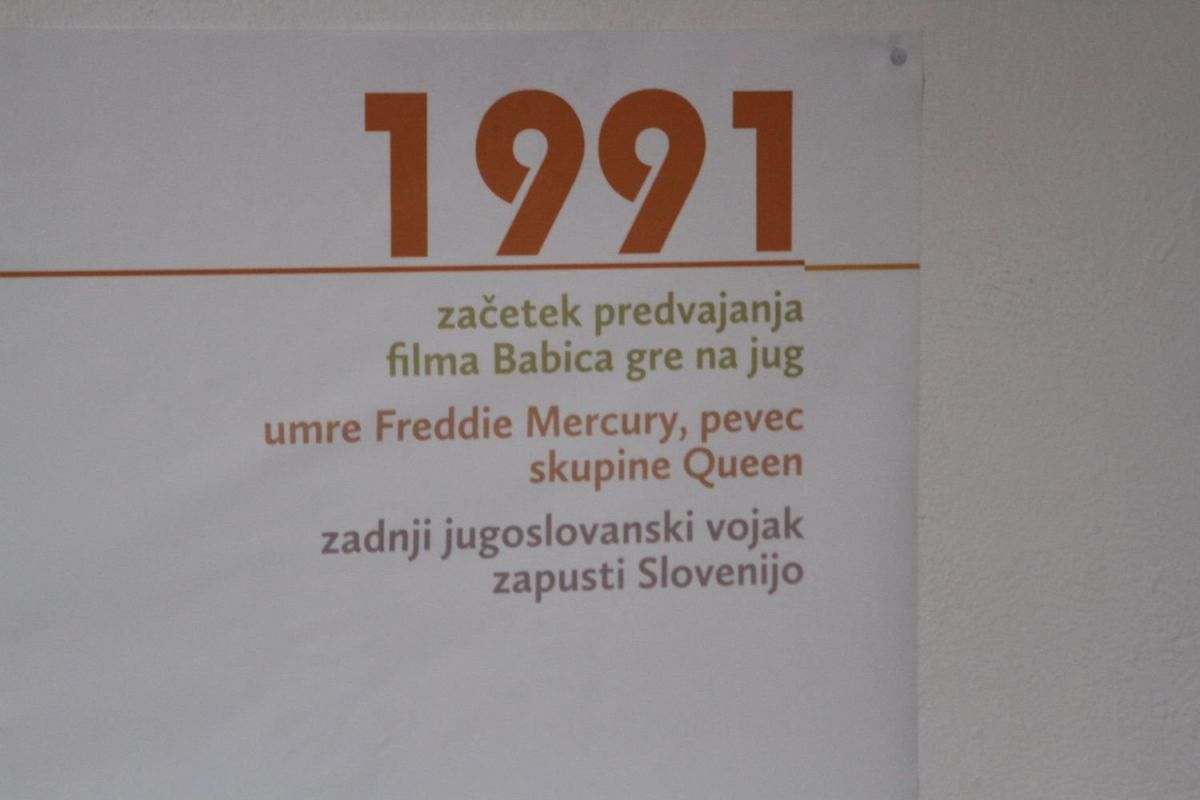 1991
začetek predvajanja
filma Babica gre na jug
umre Freddie Mercury, pevec
skupine Queen
zadnji jugoslovanski vojak
zapusti Slovenijo